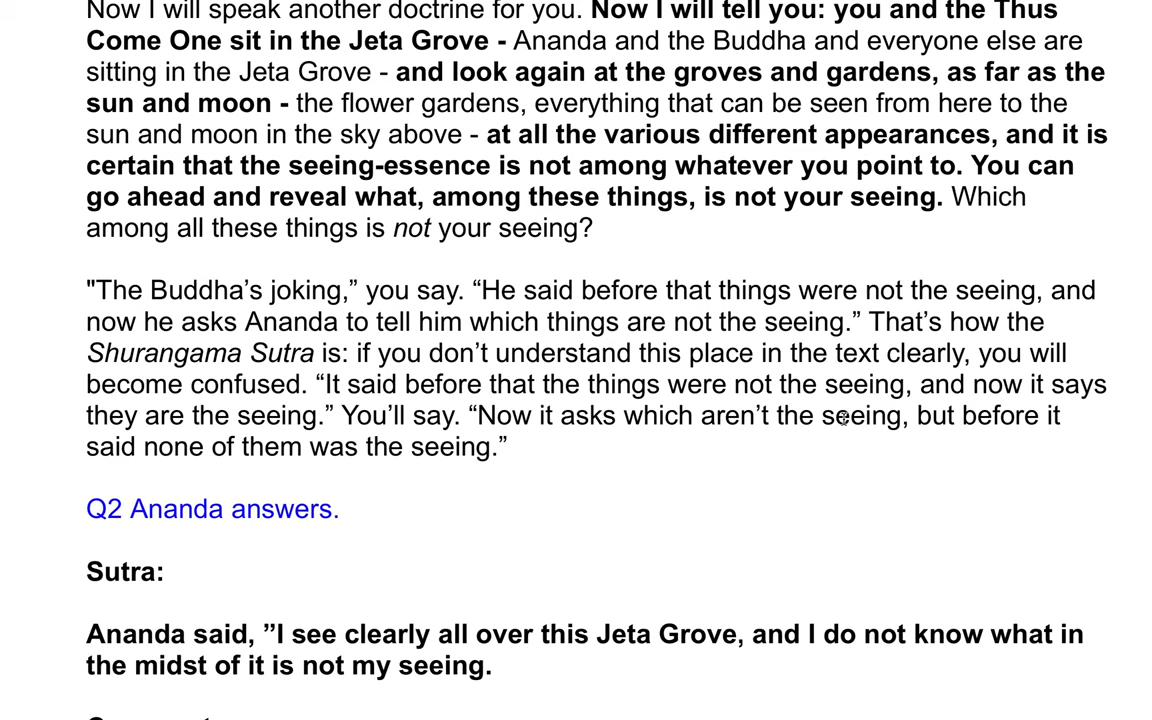 Now I will speak another doctrine for you. Now I will tell you: you and the Thus
Come One sit in the Jeta Grove - Ananda and the Buddha and everyone else are
sitting in the Jeta Grove - and look again at the groves and gardens, as far as the
sun and moon - the flower gardens, everything that can be seen from here to the
sun and moon in the sky above - at all the various different appearances, and it is
certain that the seeing-essence is not among whatever you point to. You can
go ahead and reveal what, among these things, is not your seeing. Which
among all these things is not your seeing?
"The Buddha’s joking,” you say. “He said before that things were not the seeing, and
now he asks Ananda to tell him which things are not the seeing.” That’s how the
Shurangama Sutra is: if you don’t understand this place in the text clearly, you will
become confused. “It said before that the things were not the seeing, and now it says
they are the seeing.” You’ll say. “Now it asks which aren’t the seeing, but before it
said none of them was the seeing.”
Q2 Ananda answers.
Sutra:
Ananda said, ”I see clearly all over this Jeta Grove, and I do not know what in
the midst of it is not my seeing.